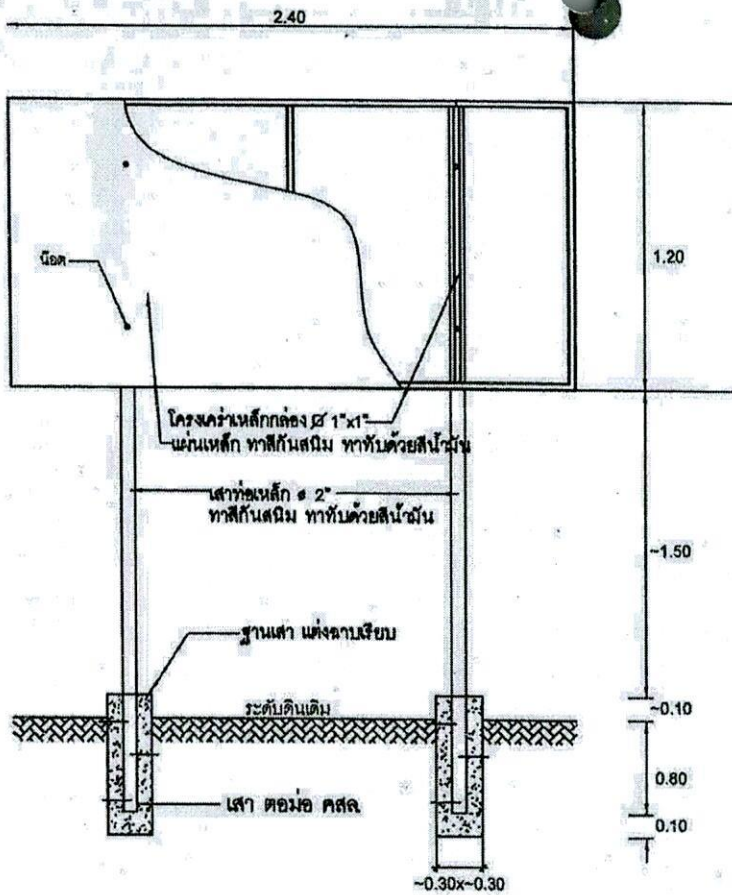 2.40
1.20
น๊อต
โครงเคร่าเหล็กกล่อง ⌀ 1"x1"
แผ่นเหล็ก ทาสีกันสนิม ทาทับด้วยสีน้ำมัน
เสาท่อเหล็ก ⌀ 2"
ทาสีกันสนิม ทาทับด้วยสีน้ำมัน
~1.50
ฐานเสา แต่งฉาบเรียบ
ระดับดินเดิม
~0.10
0.80
เสา ตอม่อ คสล.
0.10
~0.30x~0.30